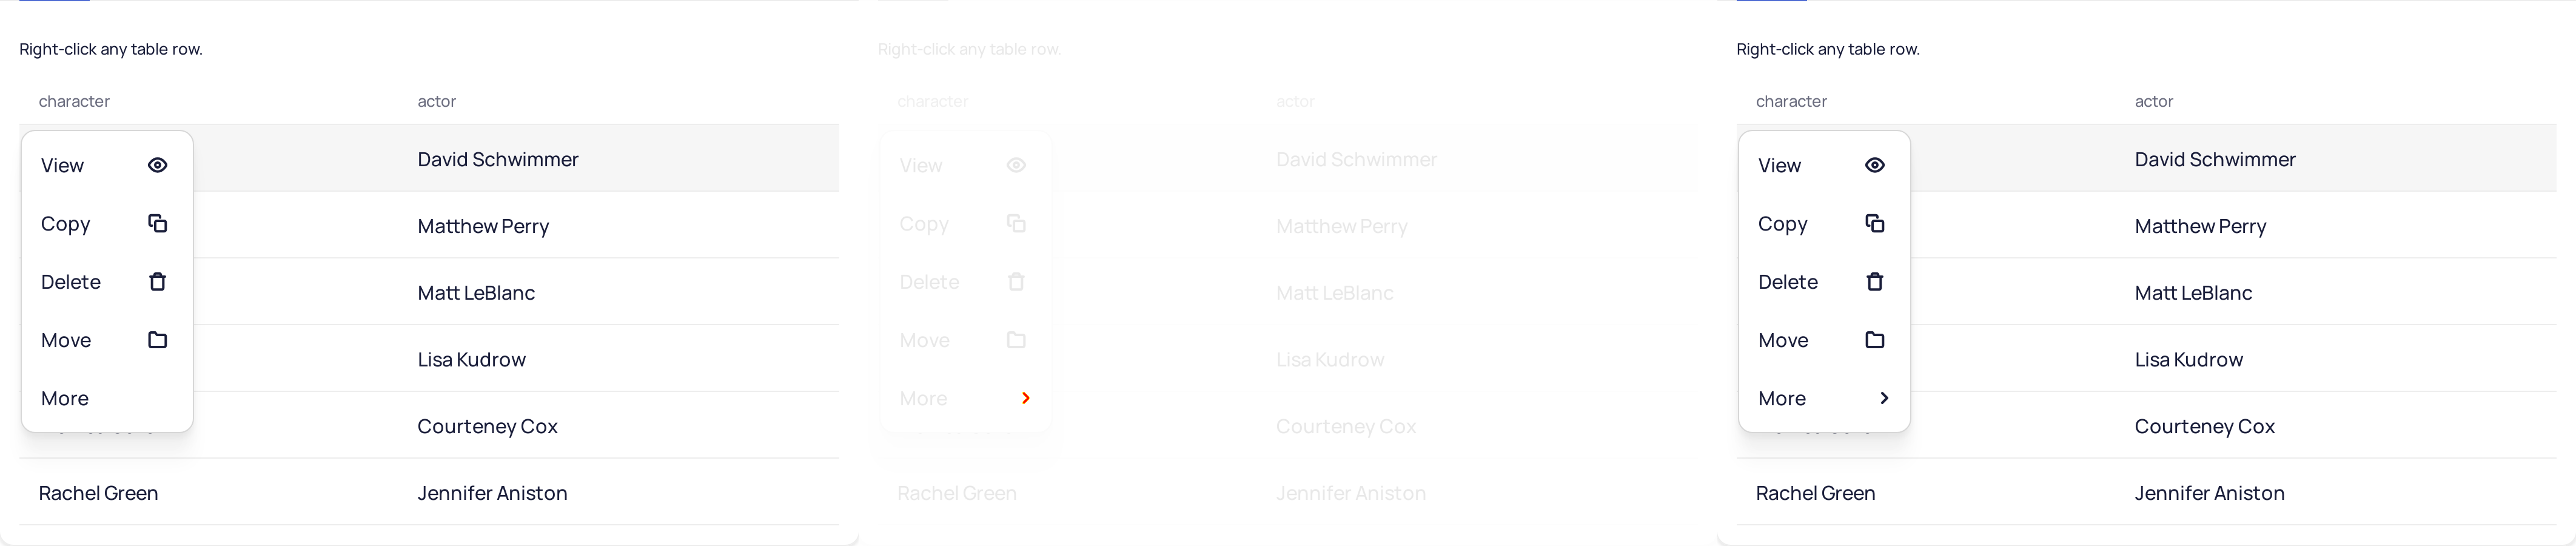 Right-click any table row.
character actor
View
David Schwimmer
Copy
Matthew Perry
Delete
Matt LeBlanc
Move
Lisa Kudrow
More
Courteney Cox
Rachel Green Jennifer Aniston
Right-click any table row.
character actor
View
David Schwimmer
Copy
Matthew Perry
Delete
Matt LeBlanc
Move
Lisa Kudrow
More
Courteney Cox
Rachel Green Jennifer Aniston
Right-click any table row.
character actor
View
David Schwimmer
Copy
Matthew Perry
Delete
Matt LeBlanc
Move
Lisa Kudrow
More
Courteney Cox
Rachel Green Jennifer Aniston